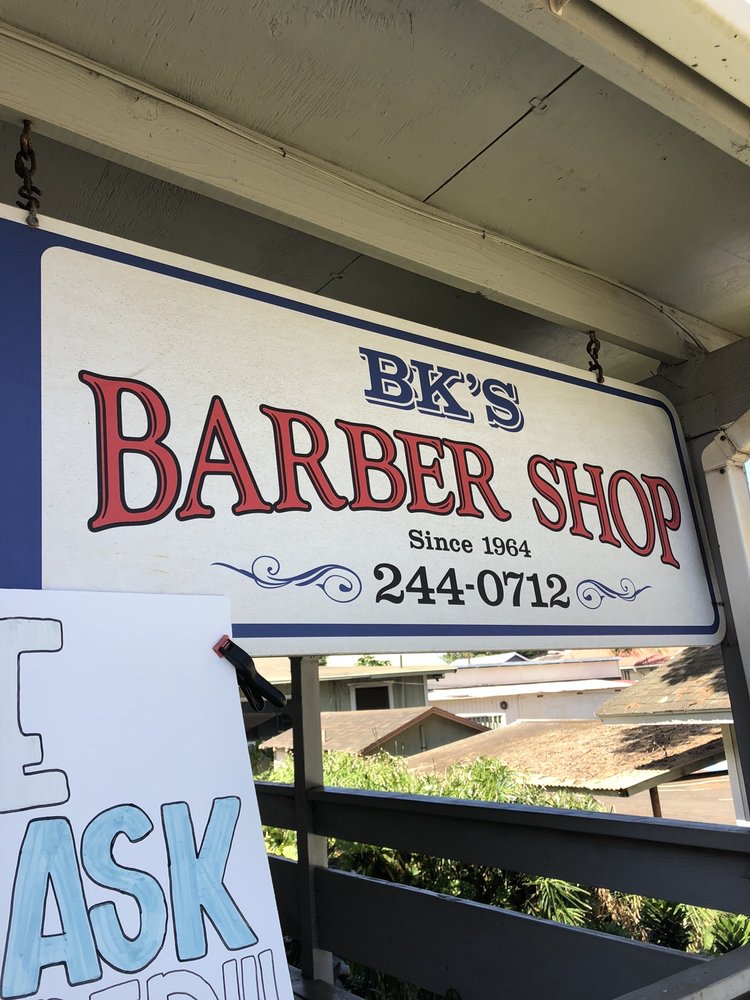 BK'S
BARBER SHOP
Since 1964
244-0712
I
ASK